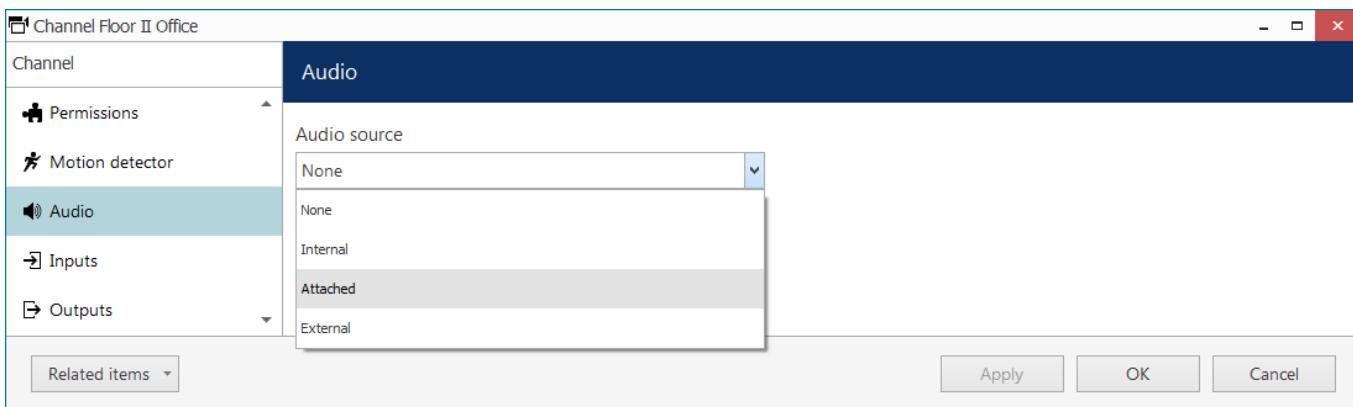 Channel Floor II Office
Channel
Permissions
Motion detector
Audio
Inputs
Outputs
Audio
Audio source
None
None
Internal
Attached
External
Related items
Apply
OK
Cancel